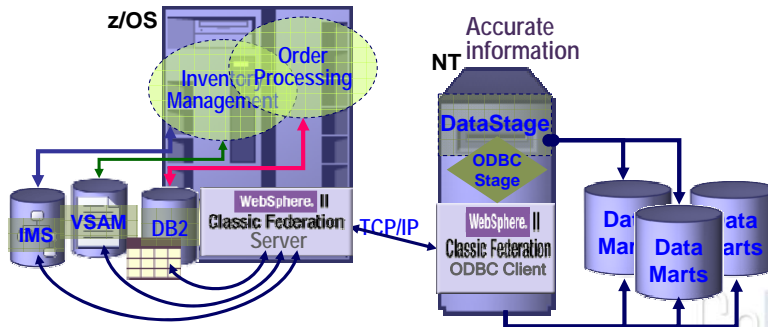 z/OS
Order
Processing
Inventory
Management
IMS
VSAM
DB2
WebSphere. II
Classic Federation
Server
TCP/IP
Accurate
information
NT
DataStage
ODBC
Stage
WebSphere. II
Classic Federation
ODBC Client
Data
Marts
Data
Marts
Data
Marts